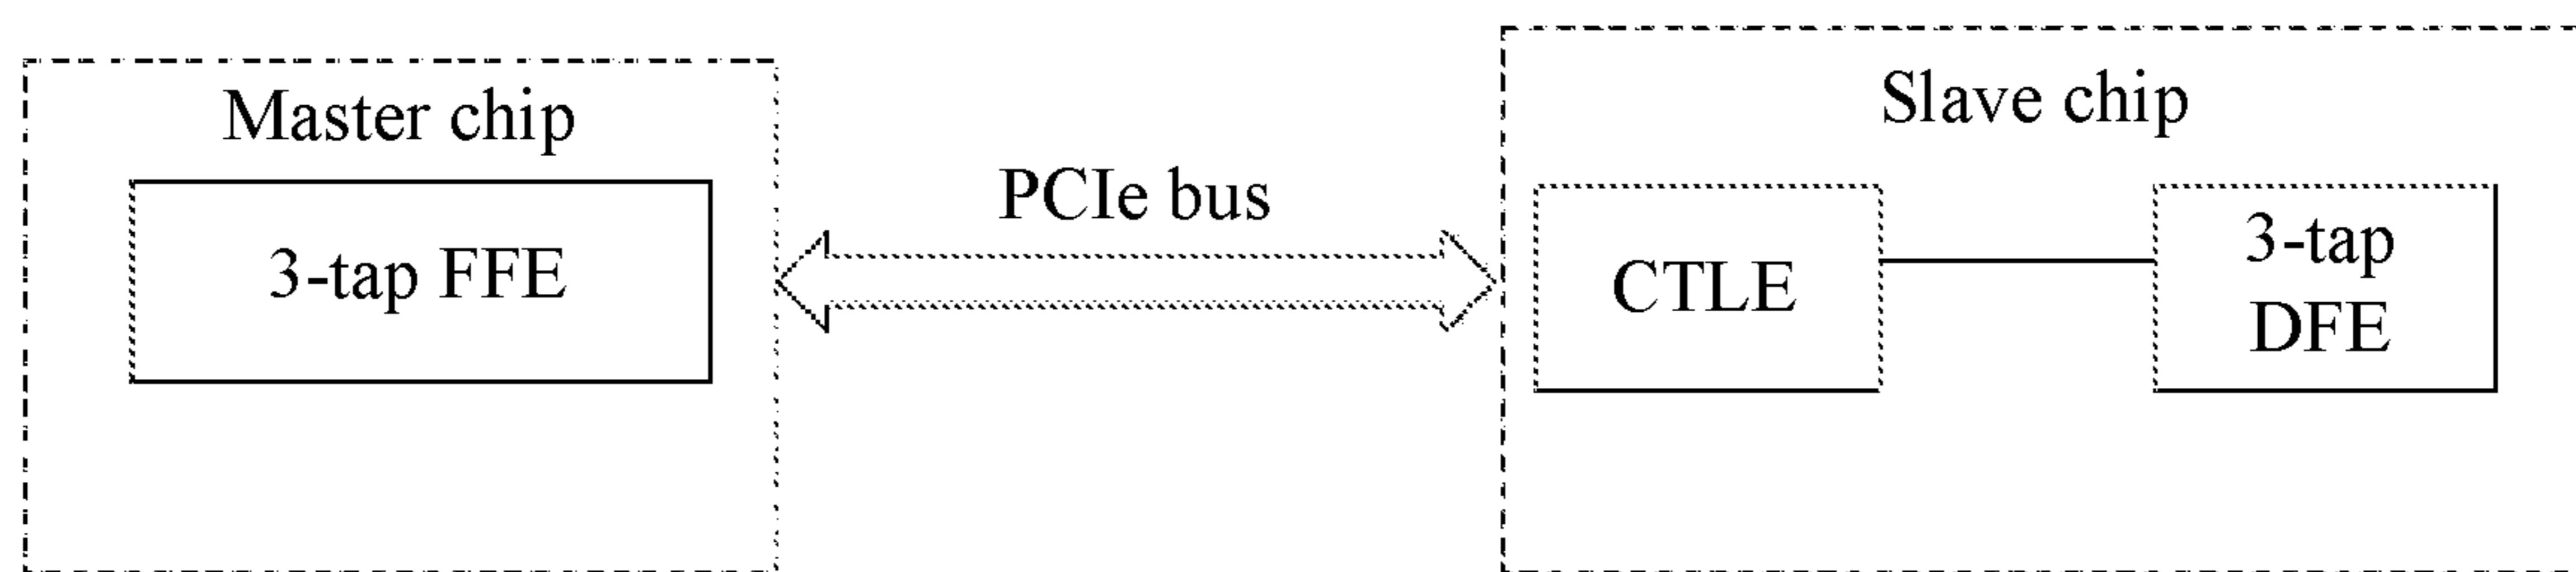 Master chip
3-tap FFE
PCIe bus
Slave chip
CTLE
3-tap
DFE